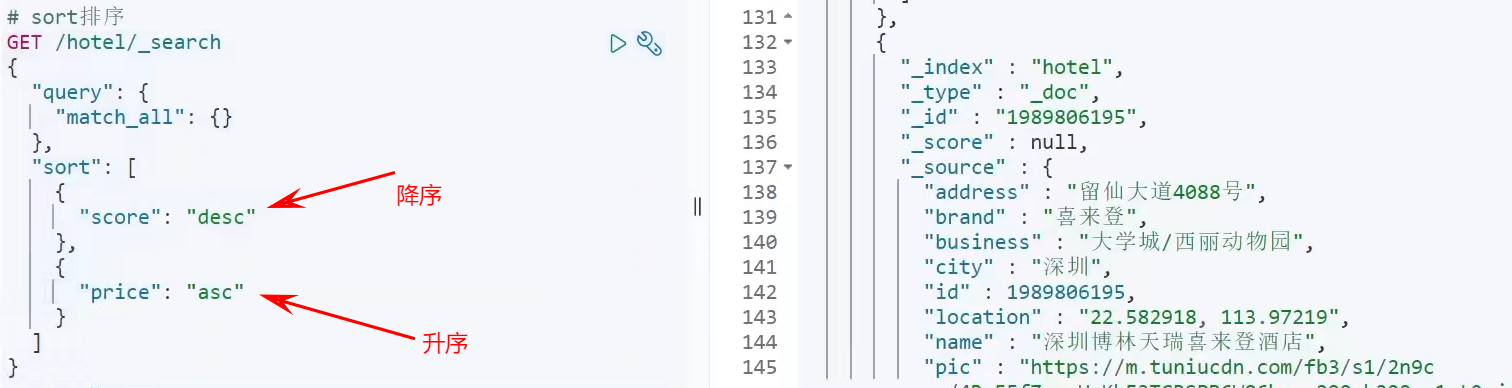 # sort排序
GET /hotel/_search
{
  "query": {
    "match_all": {}
  },
  "sort": [
    {
      "score": "desc"
    },
    {
      "price": "asc"
    }
  ]
}
降序
升序
131 },
132 {
133 "_index" : "hotel",
134 "_type" : "_doc",
135 "_id" : "1989806195",
136 "_score" : null,
137 "_source" : {
138 "address" : "留仙大道4088号",
139 "brand" : "喜来登",
140 "business" : "大学城/西丽动物园",
141 "city" : "深圳",
142 "id" : 1989806195,
143 "location" : "22.582918, 113.97219",
144 "name" : "深圳博林天瑞喜来登酒店",
145 "pic" : "https://m.tuniucdn.com/fb3/s1/2n9c